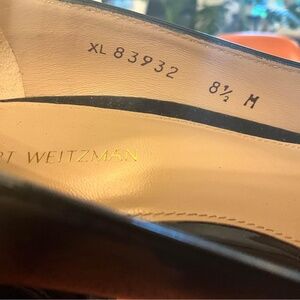 XL 83932 8½ M
RT WEITZMAN